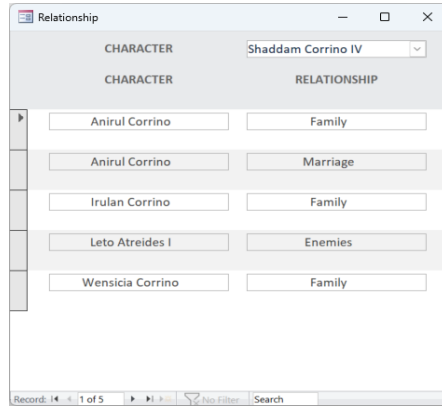 Relationship
CHARACTER Shaddam Corrino IV
CHARACTER RELATIONSHIP
Anirul Corrino Family
Anirul Corrino Marriage
Irulan Corrino Family
Leto Atreides I Enemies
Wensicia Corrino Family
Record: 1 of 5 No Filter Search